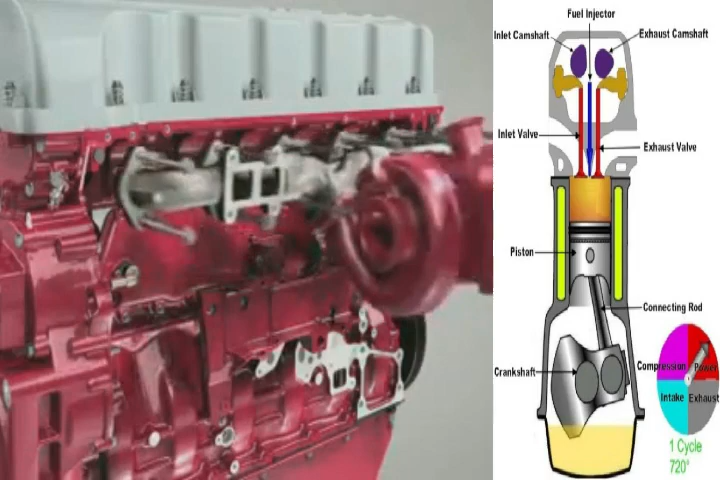 Fuel Injector
Inlet Camshaft
Exhaust Camshaft
Inlet Valve
Exhaust Valve
Piston
Connecting Rod
Crankshaft
Compression
Power
Intake
Exhaust
1 Cycle
720°